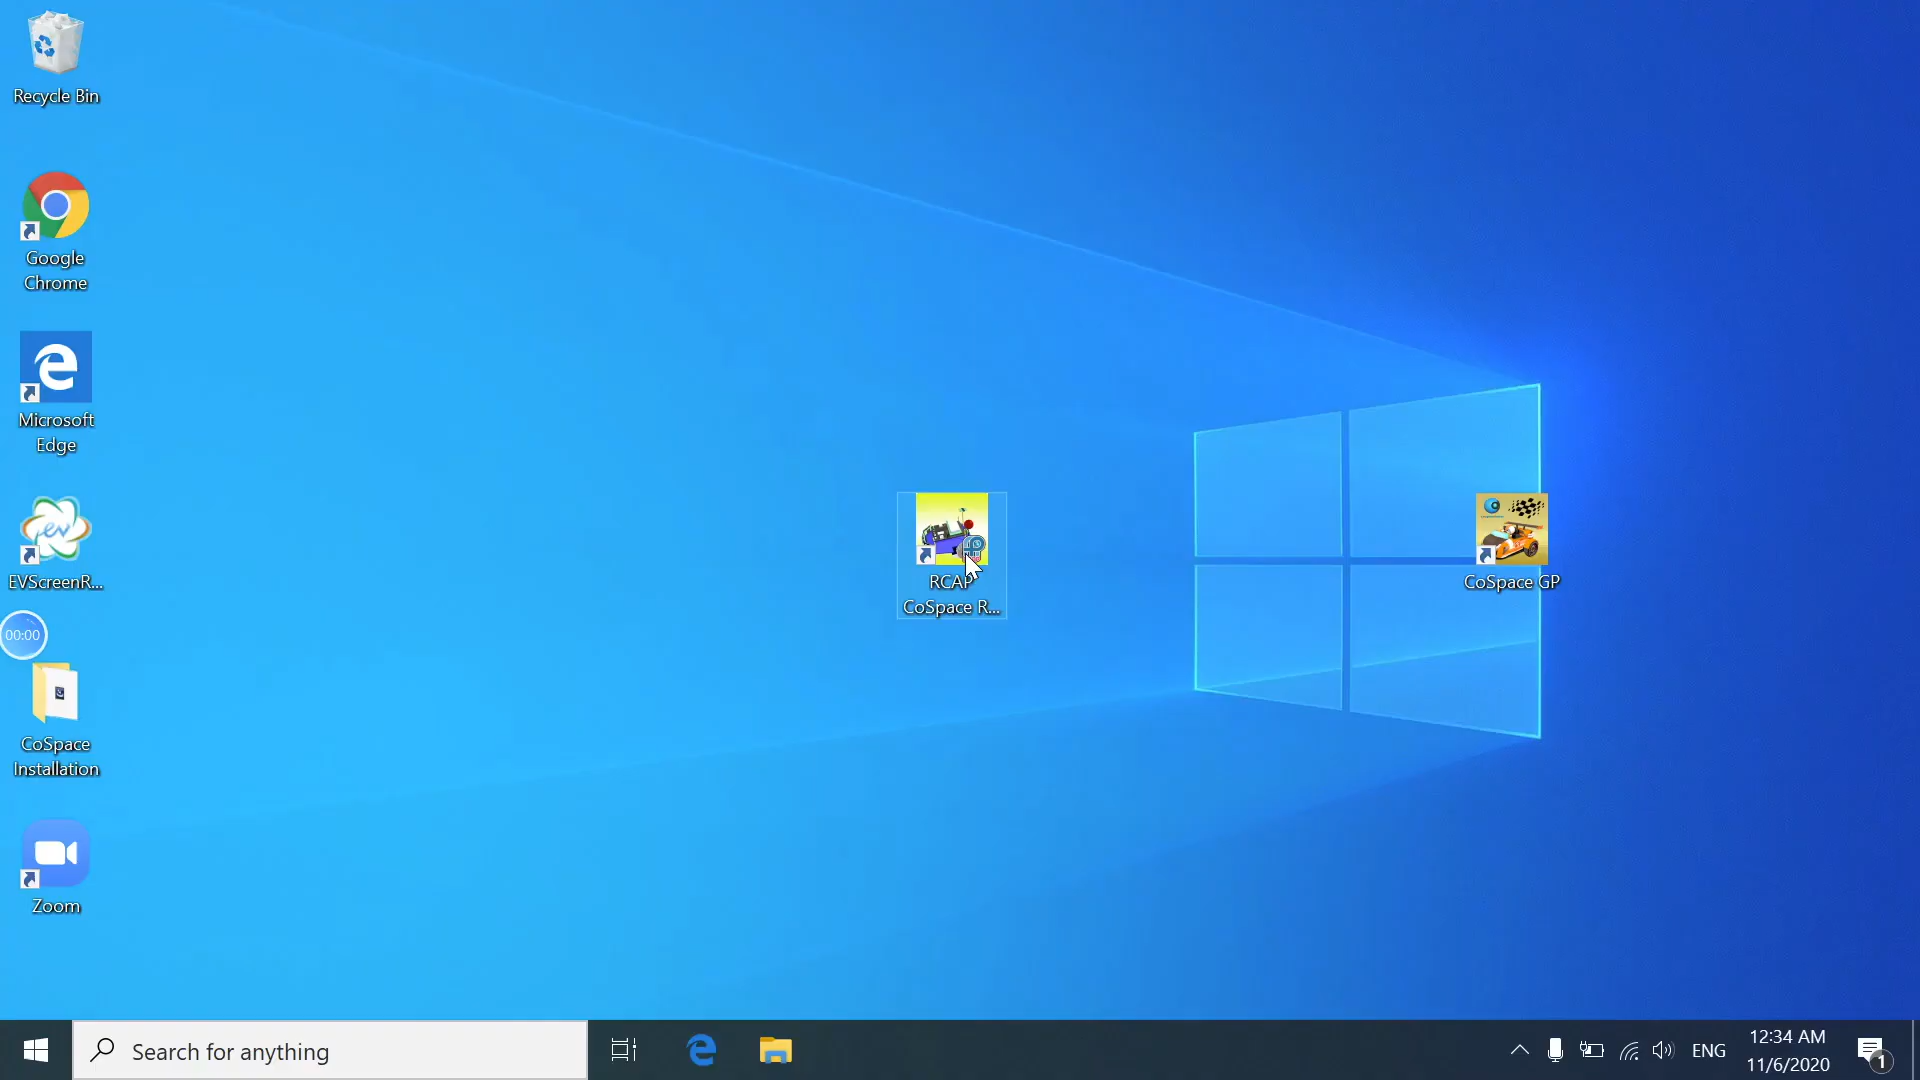 Recycle Bin
Google
Chrome
Microsoft
Edge
EVScreenR...
00:00
CoSpace
Installation
Zoom
RCAP
CoSpace R...
CoSpace GP
Search for anything
ENG
12:34 AM
11/6/2020
1